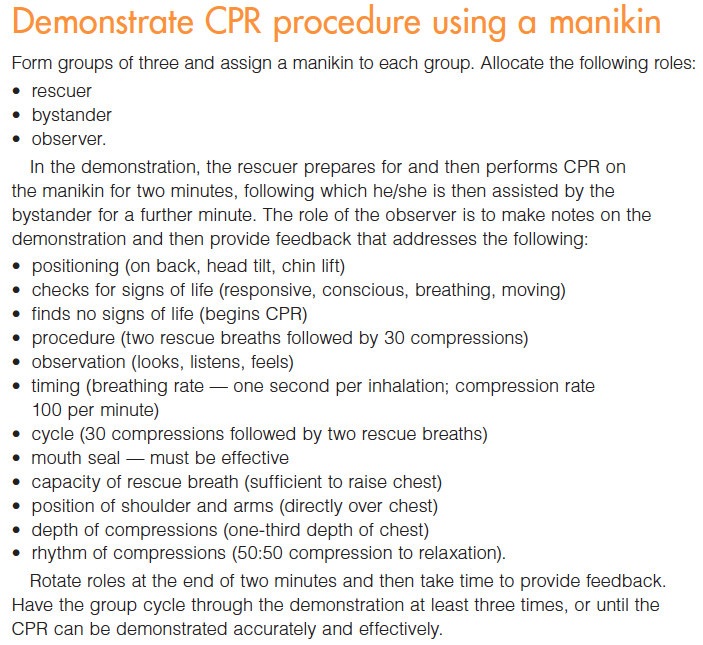 Demonstrate CPR procedure using a manikin
Form groups of three and assign a manikin to each group. Allocate the following roles:
• rescuer
• bystander
• observer.
In the demonstration, the rescuer prepares for and then performs CPR on
the manikin for two minutes, following which he/she is then assisted by the
bystander for a further minute. The role of the observer is to make notes on the
demonstration and then provide feedback that addresses the following:
• positioning (on back, head tilt, chin lift)
• checks for signs of life (responsive, conscious, breathing, moving)
• finds no signs of life (begins CPR)
• procedure (two rescue breaths followed by 30 compressions)
• observation (looks, listens, feels)
• timing (breathing rate — one second per inhalation; compression rate
100 per minute)
• cycle (30 compressions followed by two rescue breaths)
• mouth seal — must be effective
• capacity of rescue breath (sufficient to raise chest)
• position of shoulder and arms (directly over chest)
• depth of compressions (one-third depth of chest)
• rhythm of compressions (50:50 compression to relaxation).
Rotate roles at the end of two minutes and then take time to provide feedback.
Have the group cycle through the demonstration at least three times, or until the
CPR can be demonstrated accurately and effectively.